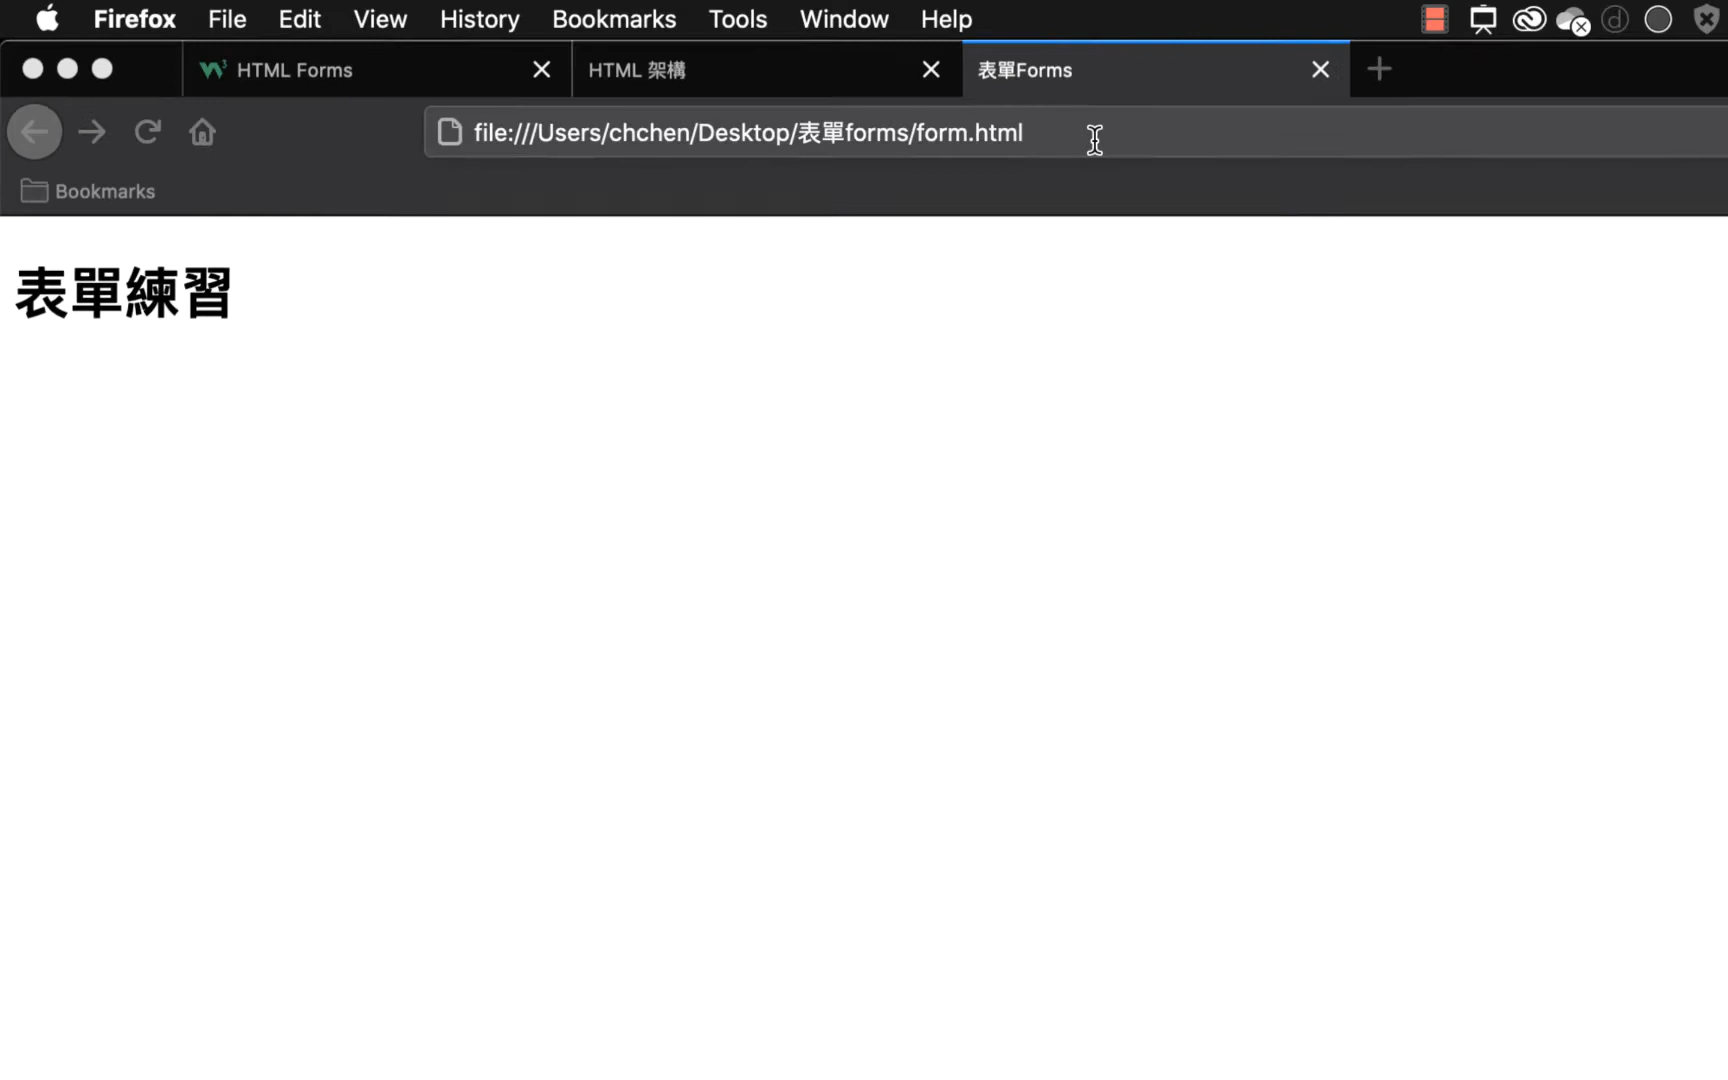 Firefox File Edit View History Bookmarks Tools Window Help
HTML Forms HTML 架構 表單Forms
file:///Users/chchen/Desktop/表單forms/form.html
Bookmarks
表單練習